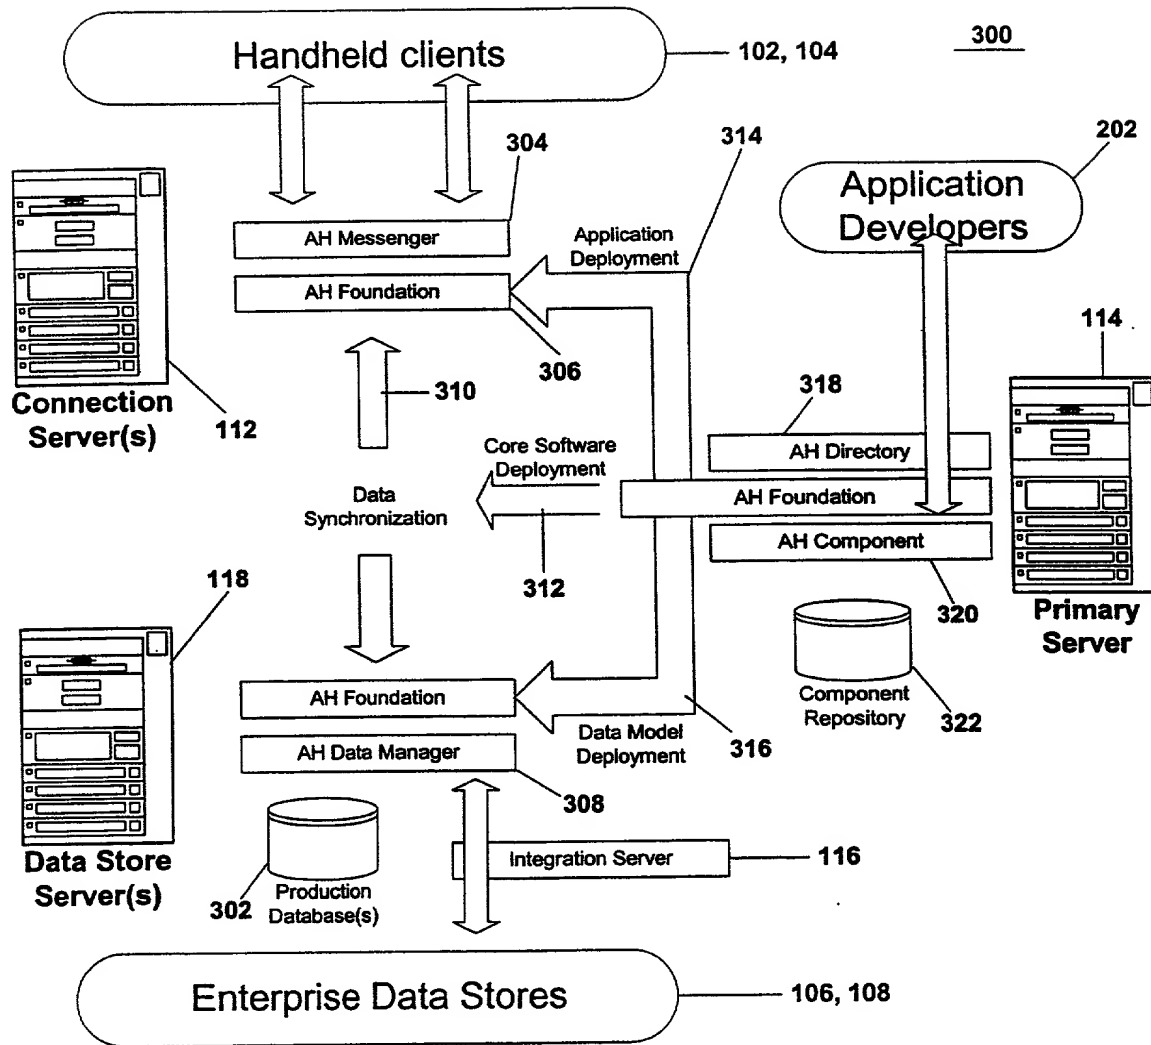 Handheld clients
102, 104
300
304
314
202
Application
Developers
AH Messenger
Application
Deployment
AH Foundation
306
310
114
Connection
Server(s)
112
318
AH Directory
Core Software
Deployment
AH Foundation
Data
Synchronization
AH Component
312
320
Primary
Server
118
Component
Repository
322
AH Foundation
Data Model
Deployment
316
AH Data Manager
308
Integration Server
116
Data Store
Server(s)
302
Production
Database(s)
Enterprise Data Stores
106, 108